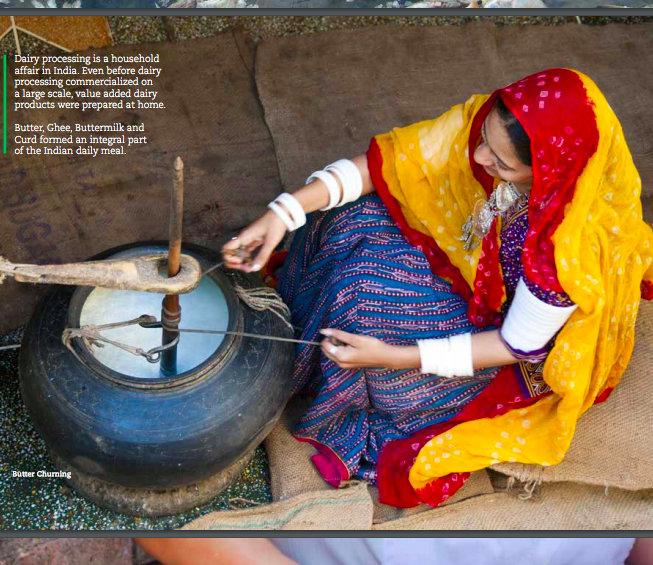 Dairy processing is a household
affair in India. Even before dairy
processing commercialized on
a large scale, value added dairy
products were prepared at home.
Butter, Ghee, Buttermilk and
Curd formed an integral part
of the Indian daily meal.
Butter Churning